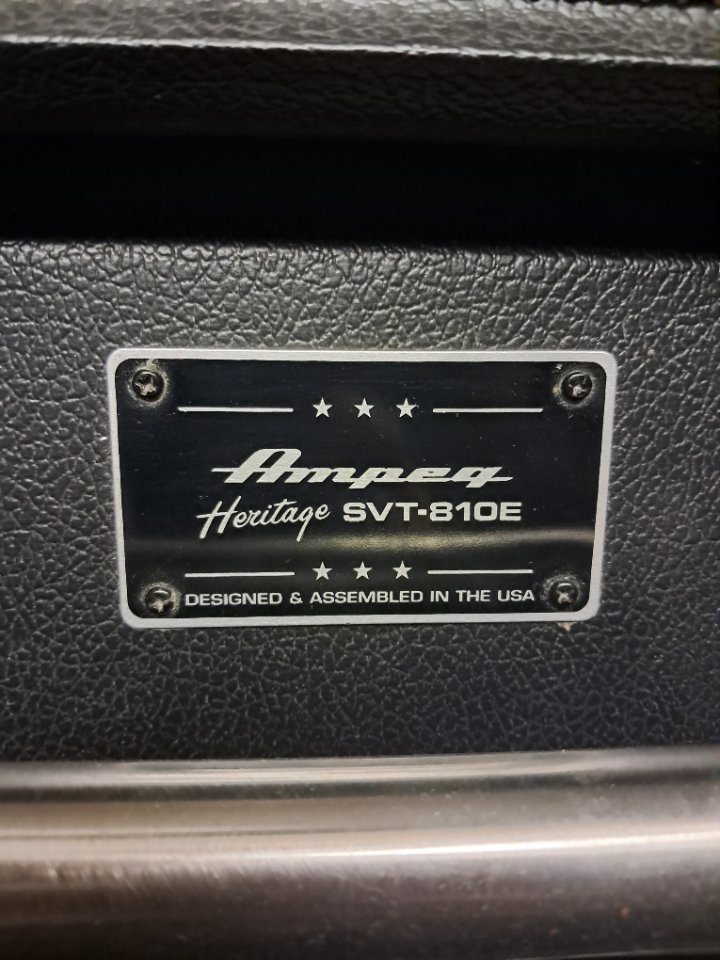 Ampeg
Heritage SVT-810E
DESIGNED & ASSEMBLED IN THE USA